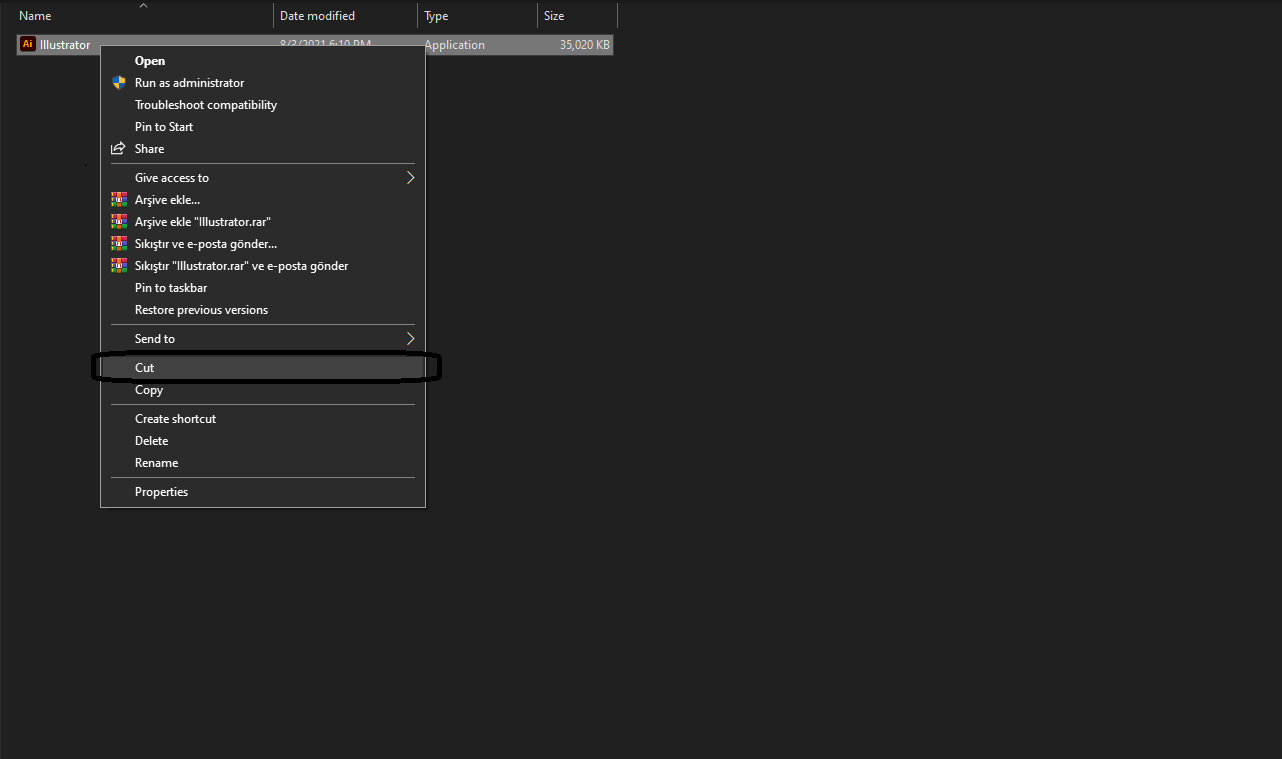 Name Date modified Type Size
Ai Illustrator 8/3/2021 6:10 PM Application 35,020 KB
Open
Run as administrator
Troubleshoot compatibility
Pin to Start
Share
Give access to
Arşive ekle...
Arşive ekle "Illustrator.rar"
Sıkıştır ve e-posta gönder...
Sıkıştır "Illustrator.rar" ve e-posta gönder
Pin to taskbar
Restore previous versions
Send to
Cut
Copy
Create shortcut
Delete
Rename
Properties